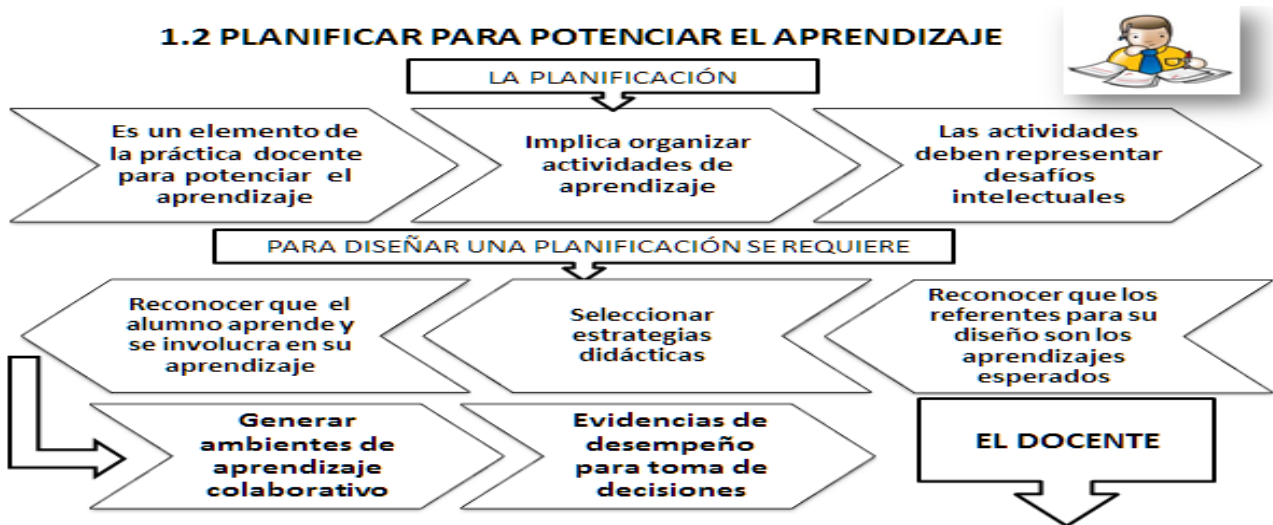 1.2 PLANIFICAR PARA POTENCIAR EL APRENDIZAJE
LA PLANIFICACIÓN
Es un elemento de
la práctica docente
para potenciar el
aprendizaje
Implica organizar
actividades de
aprendizaje
Las actividades
deben representar
desafíos
intelectuales
PARA DISEÑAR UNA PLANIFICACIÓN SE REQUIERE
Reconocer que el
alumno aprende y
se involucra en su
aprendizaje
Seleccionar
estrategias
didácticas
Reconocer que los
referentes para su
diseño son los
aprendizajes
esperados
Generar
ambientes de
aprendizaje
colaborativo
Evidencias de
desempeño
para toma de
decisiones
EL DOCENTE